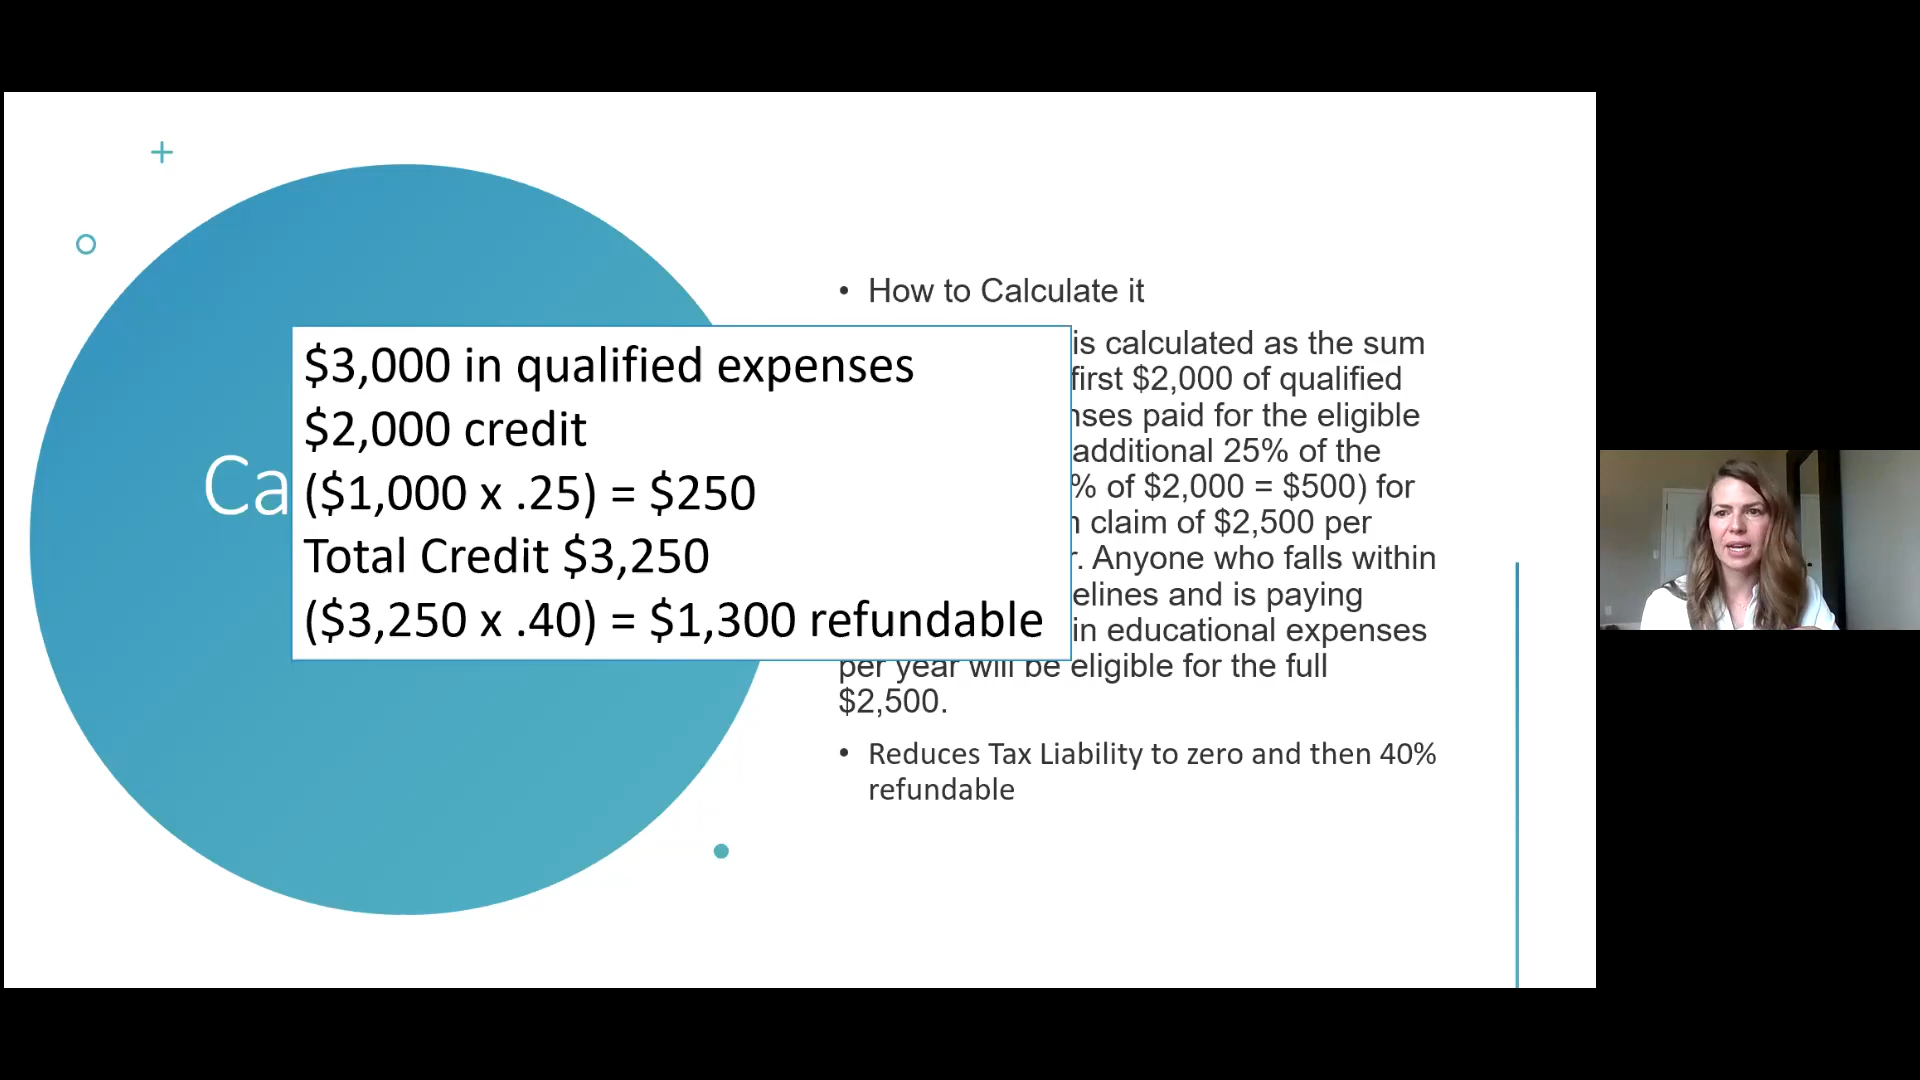 Ca
• How to Calculate it
is calculated as the sum
first $2,000 of qualified
nses paid for the eligible
additional 25% of the
% of $2,000 = $500) for
claim of $2,500 per
. Anyone who falls within
elines and is paying
in educational expenses
per year will be eligible for the full
$2,500.
• Reduces Tax Liability to zero and then 40%
refundable
$3,000 in qualified expenses
$2,000 credit
($1,000 x .25) = $250
Total Credit $3,250
($3,250 x .40) = $1,300 refundable